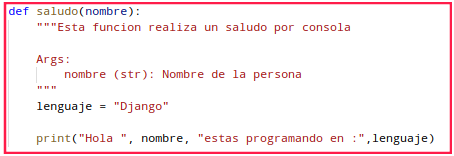 def saludo(nombre):
"""Esta funcion realiza un saludo por consola
Args:
nombre (str): Nombre de la persona
"""
lenguaje = "Django"
print("Hola ", nombre, "estas programando en :",lenguaje)